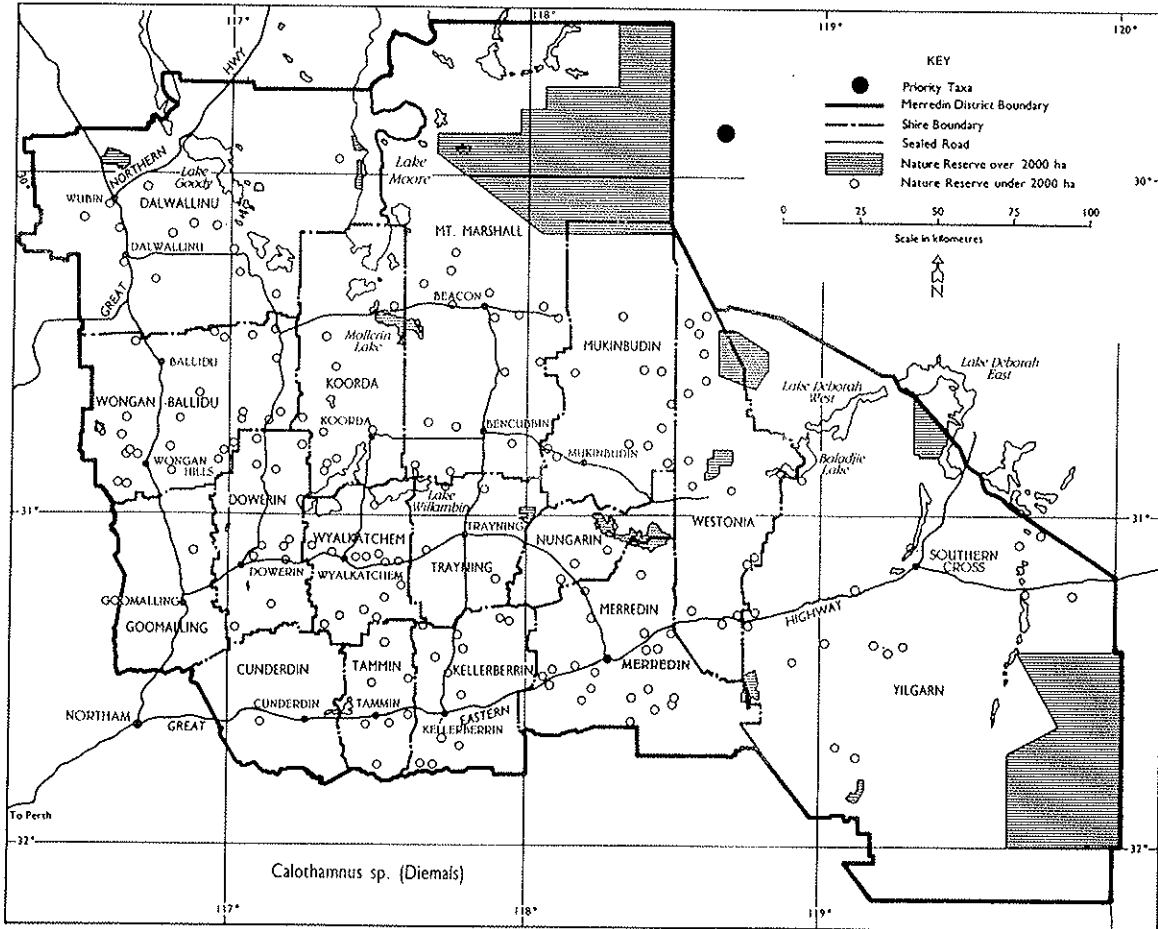 117°
118°
119°
120°
KEY
Priority Taxa
Merredin District Boundary
Shire Boundary
Sealed Road
Nature Reserve over 2000 ha
Nature Reserve under 2000 ha
0 25 50 75 100
Scale in kilometres
N
HWY
NORTHERN
Lake
Goody
Lake
Moore
30°
30°
WUBIN
DALWALLINU
DALWALLINU
MT. MARSHALL
GREAT
BEACON
Mollerin
Lake
MUKINBUDIN
BALLIDU
KOORDA
Lake Deborah
East
Lake Deborah
West
WONGAN
BALLIDU
KOORDA
BENCUBBIN
MUKINBUDIN
Baladjie
Lake
WONGAN
HILLS
DOWERIN
Lake
Wilkambin
31°
31°
WESTONIA
WYALKATCHEM
TRAYNING
NUNGARIN
DOWERIN
WYALKATCHEM
TRAYNING
SOUTHERN
CROSS
GOOMALLING
GOOMALLING
MERREDIN
HIGHWAY
CUNDERDIN
TAMMIN
KELLERBERRIN
MERREDIN
YILGARN
NORTHAM
GREAT
CUNDERDIN
TAMMIN
EASTERN
KELLERBERRIN
To Perth
32°
32°
Calothamnus sp. (Diemals)
117°
118°
119°